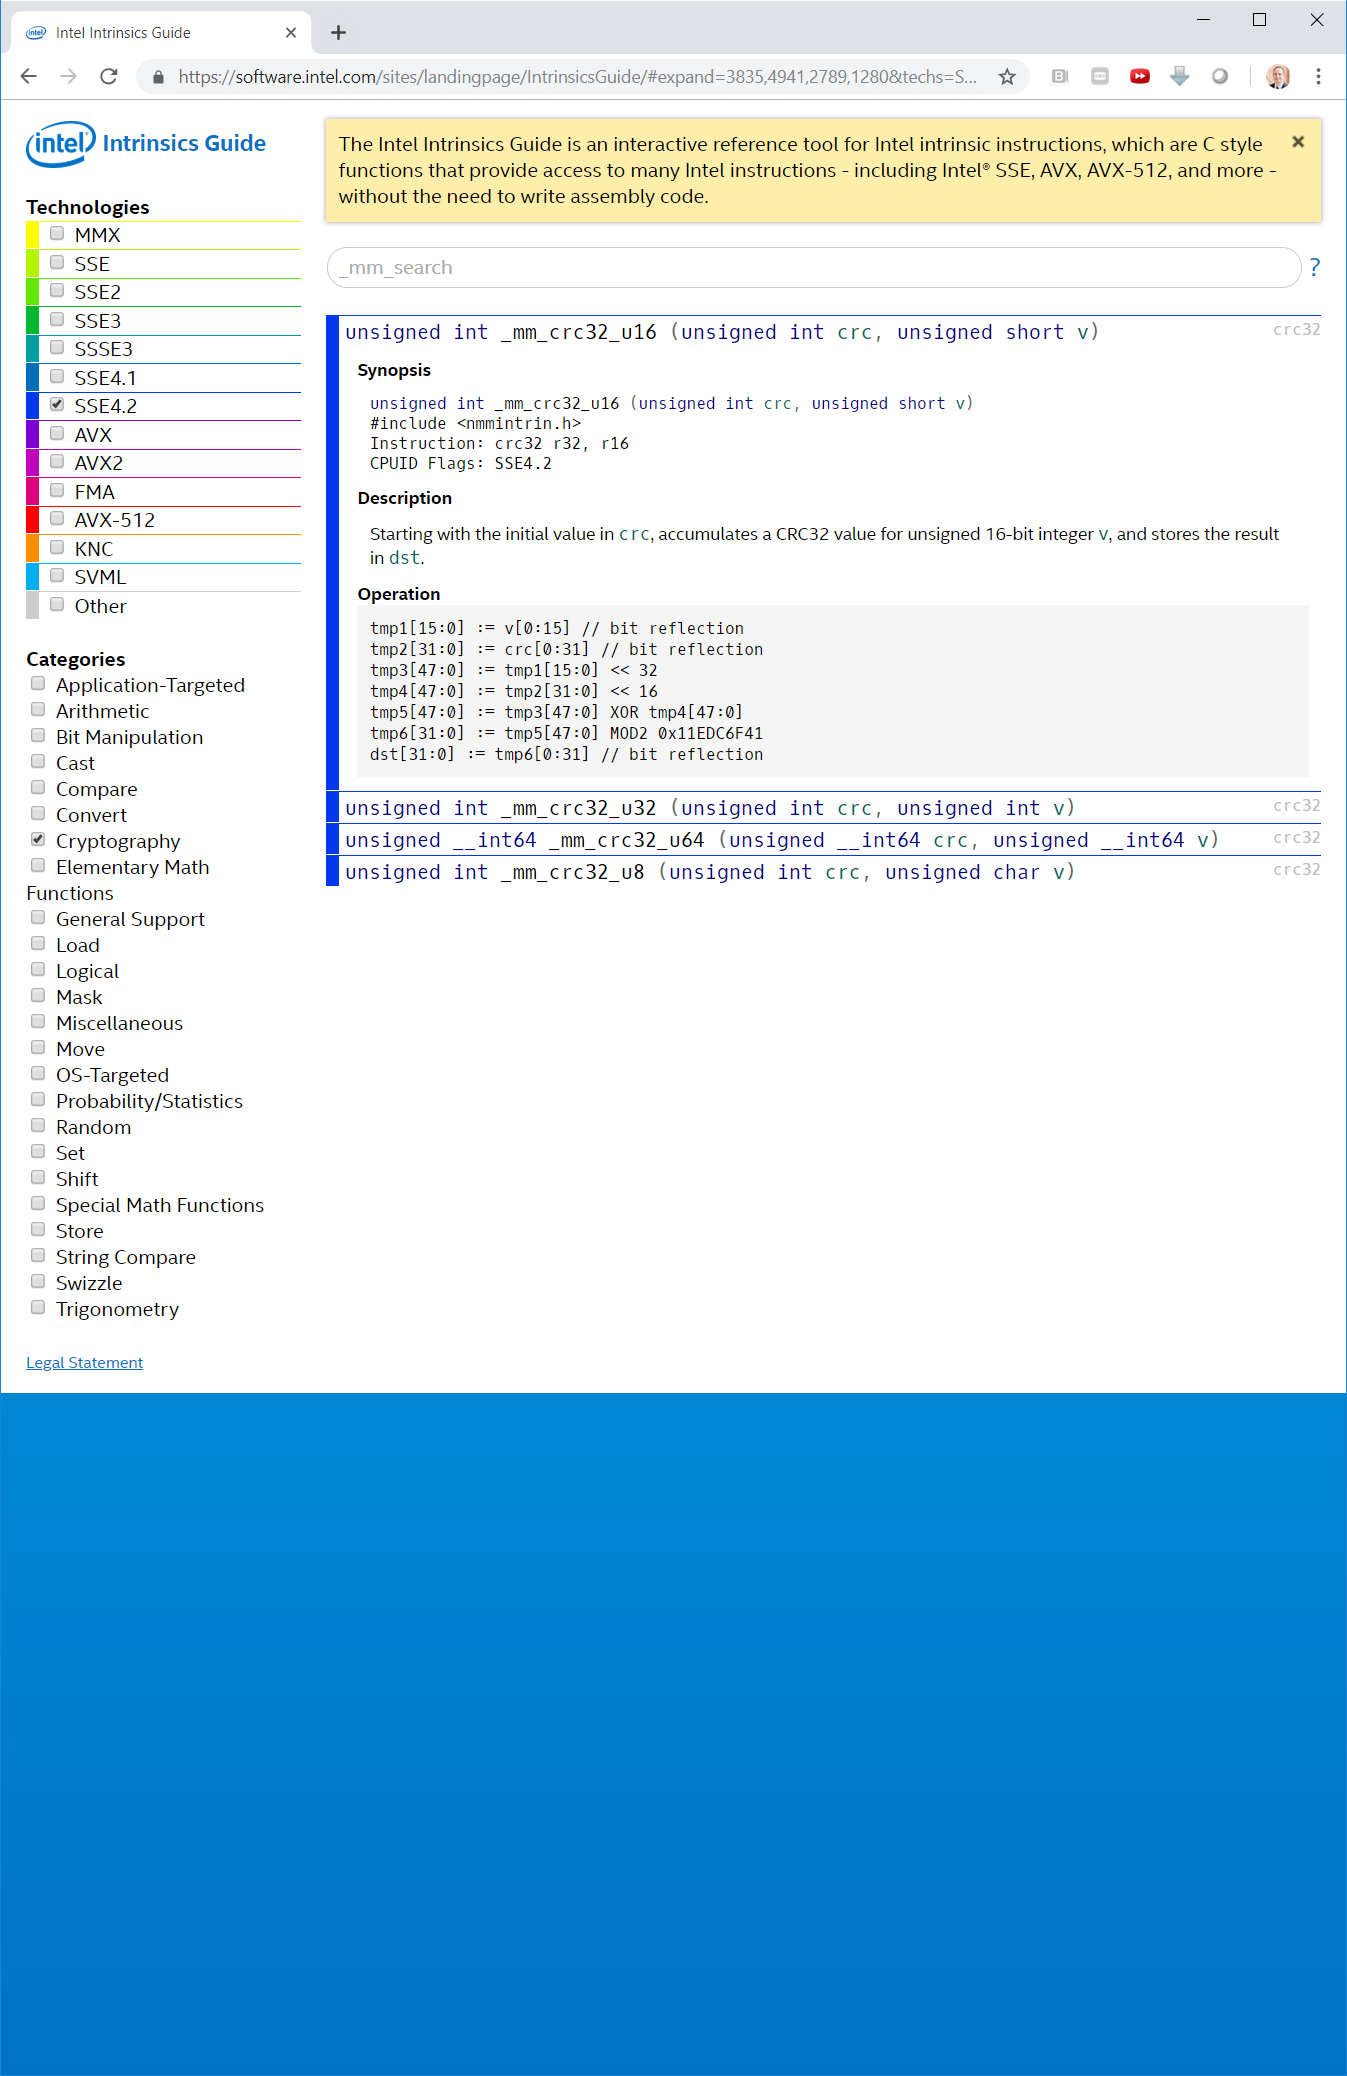 Intel Intrinsics Guide
https://software.intel.com/sites/landingpage/IntrinsicsGuide/#expand=3835,4941,2789,1280&techs=S...
intel Intrinsics Guide
The Intel Intrinsics Guide is an interactive reference tool for Intel intrinsic instructions, which are C style
functions that provide access to many Intel instructions - including Intel® SSE, AVX, AVX-512, and more -
without the need to write assembly code.
Technologies
MMX
SSE
SSE2
SSE3
SSSE3
SSE4.1
SSE4.2
AVX
AVX2
FMA
AVX-512
KNC
SVML
Other
Categories
Application-Targeted
Arithmetic
Bit Manipulation
Cast
Compare
Convert
Cryptography
Elementary Math
Functions
General Support
Load
Logical
Mask
Miscellaneous
Move
OS-Targeted
Probability/Statistics
Random
Set
Shift
Special Math Functions
Store
String Compare
Swizzle
Trigonometry
Legal Statement
_mm_search
?
unsigned int _mm_crc32_u16 (unsigned int crc, unsigned short v) crc32
Synopsis
unsigned int _mm_crc32_u16 (unsigned int crc, unsigned short v)
#include <nmmintrin.h>
Instruction: crc32 r32, r16
CPUID Flags: SSE4.2
Description
Starting with the initial value in crc, accumulates a CRC32 value for unsigned 16-bit integer v, and stores the result
in dst.
Operation
tmp1[15:0] := v[0:15] // bit reflection
tmp2[31:0] := crc[0:31] // bit reflection
tmp3[47:0] := tmp1[15:0] << 32
tmp4[47:0] := tmp2[31:0] << 16
tmp5[47:0] := tmp3[47:0] XOR tmp4[47:0]
tmp6[31:0] := tmp5[47:0] MOD2 0x11EDC6F41
dst[31:0] := tmp6[0:31] // bit reflection
unsigned int _mm_crc32_u32 (unsigned int crc, unsigned int v) crc32
unsigned __int64 _mm_crc32_u64 (unsigned __int64 crc, unsigned __int64 v) crc32
unsigned int _mm_crc32_u8 (unsigned int crc, unsigned char v) crc32